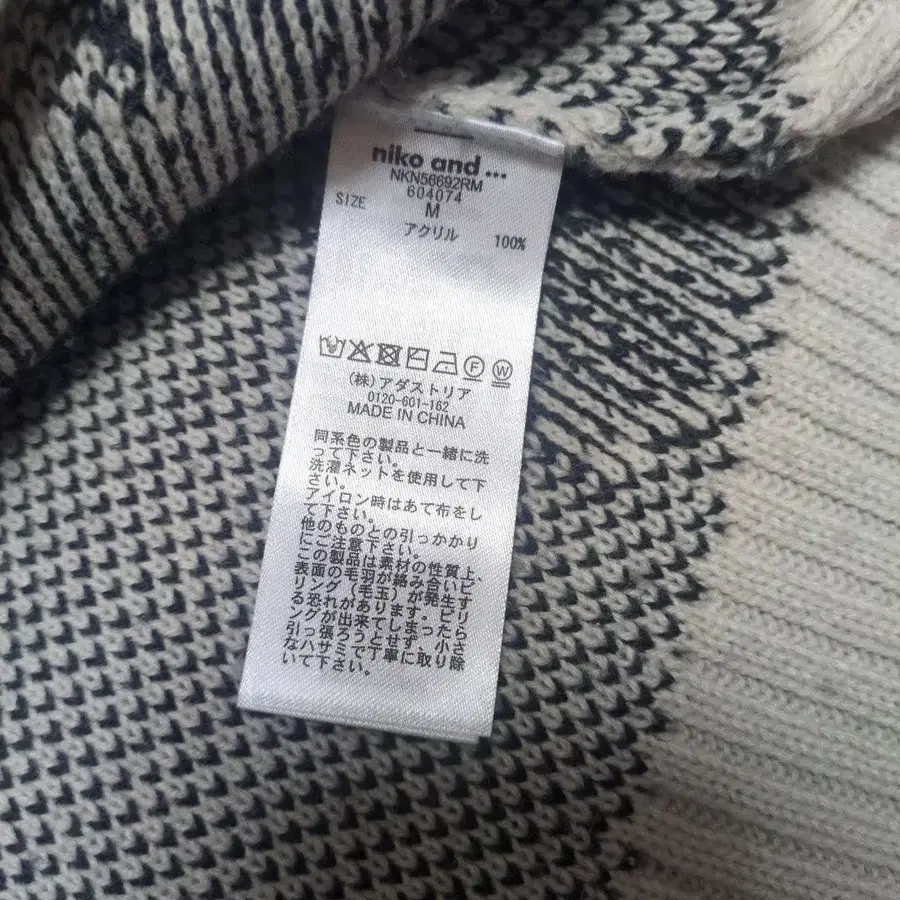 niko and ...
NKN56692RM
604074
SIZE M
アクリル 100%
(株)アダストリア
0120-601-162
MADE IN CHINA
同系色の製品と一緒に洗
って下さい。
洗濯ネットを使用して下
さい。
アイロン時はあて布をし
て下さい。
他のものとの引っかかり
にご注意下さい。
この製品は素材の性質上、
表面の毛羽が絡み合いピ
リング(毛玉)が発生す
る恐れがあります。ピリ
ングが出来てしまったら
引っ張ろうとせず、小さ
なハサミで丁寧に取り除
いて下さい。